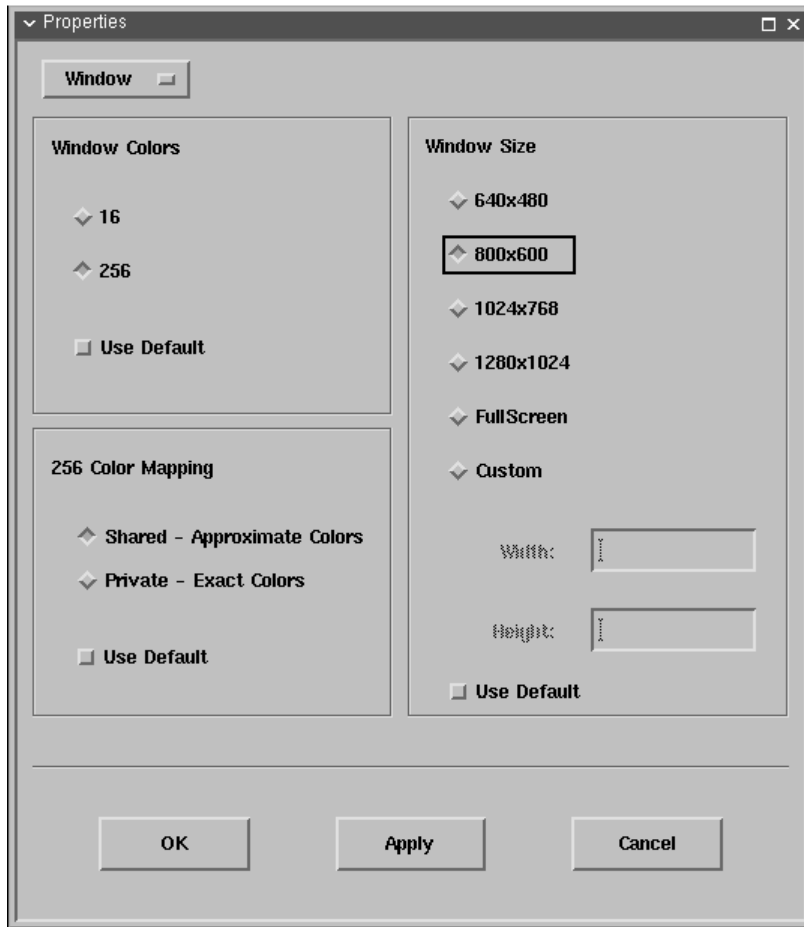 Properties
Window
Window Colors
16
256
Use Default
256 Color Mapping
Shared - Approximate Colors
Private - Exact Colors
Use Default
Window Size
640x480
800x600
1024x768
1280x1024
FullScreen
Custom
Width:
Height:
Use Default
OK
Apply
Cancel